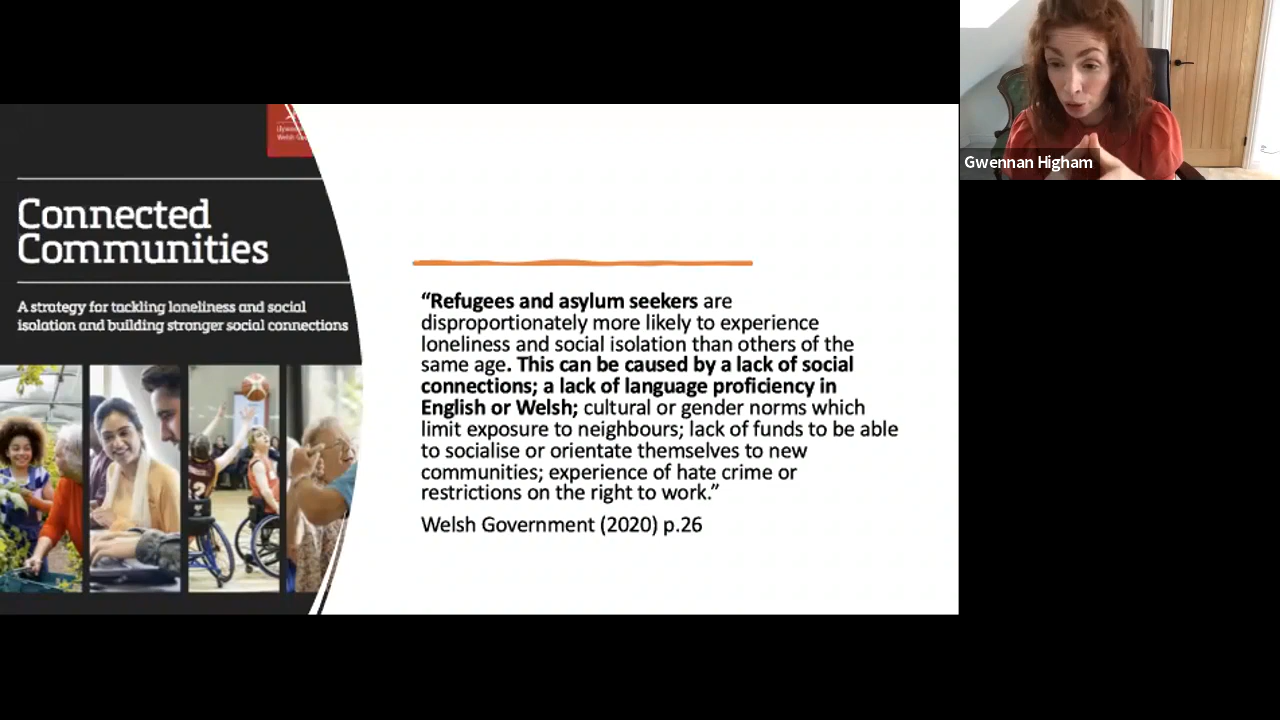 Gwennan Higham
Connected
Communities
A strategy for tackling loneliness and social
isolation and building stronger social connections
“Refugees and asylum seekers are
disproportionately more likely to experience
loneliness and social isolation than others of the
same age. This can be caused by a lack of social
connections; a lack of language proficiency in
English or Welsh; cultural or gender norms which
limit exposure to neighbours; lack of funds to be able
to socialise or orientate themselves to new
communities; experience of hate crime or
restrictions on the right to work.”
Welsh Government (2020) p.26